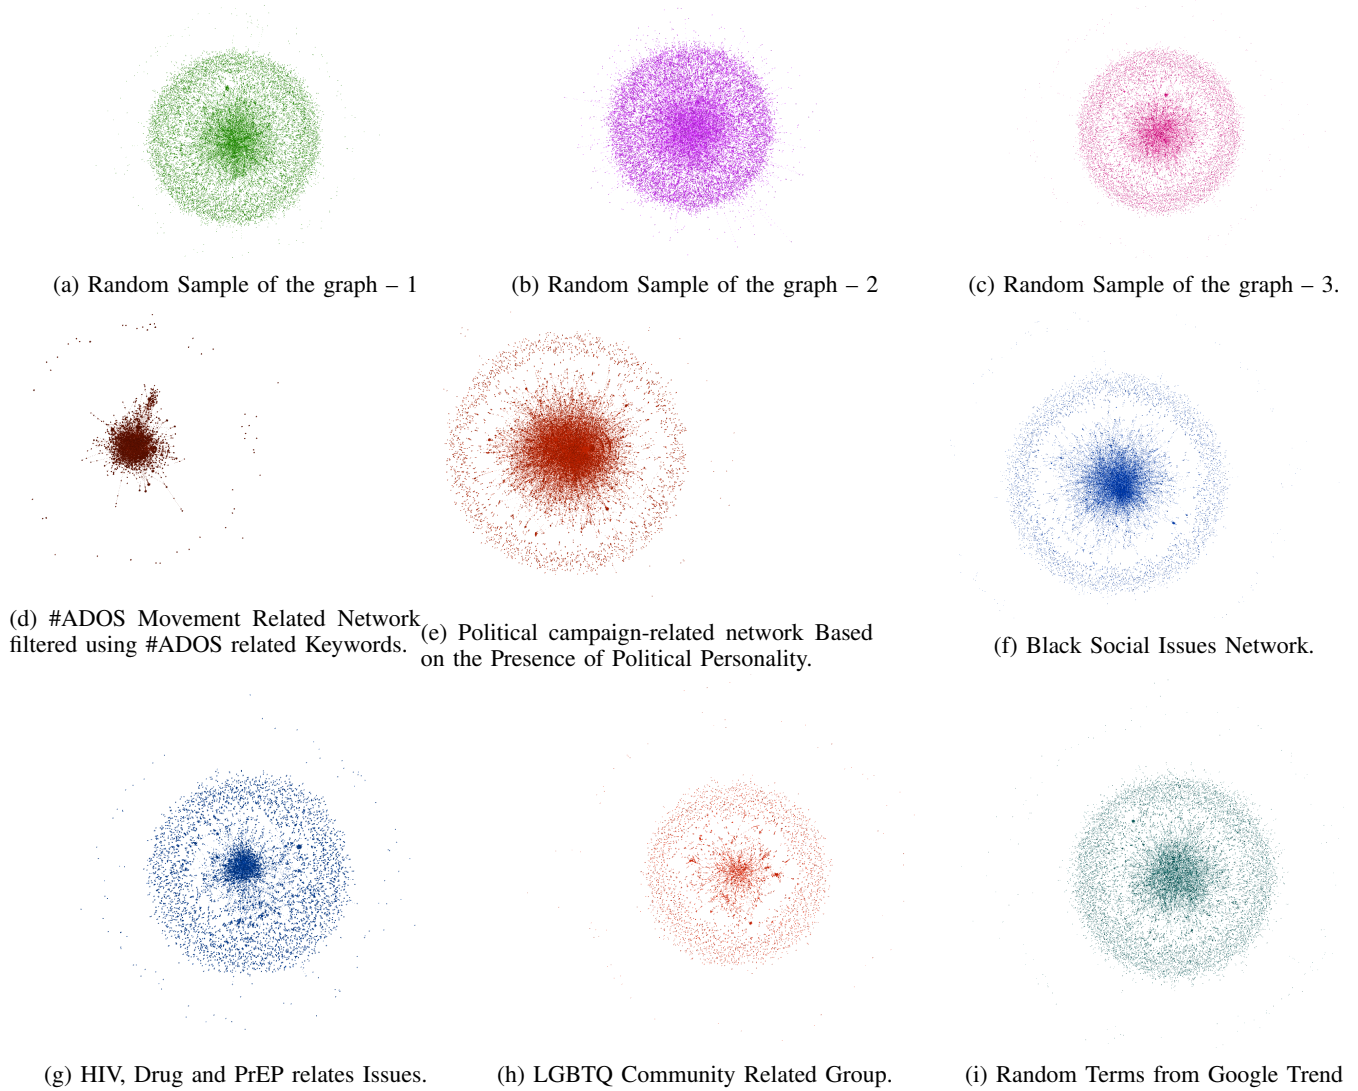 (a) Random Sample of the graph – 1
(b) Random Sample of the graph – 2
(c) Random Sample of the graph – 3.
(d) #ADOS Movement Related Network
filtered using #ADOS related Keywords.
(e) Political campaign-related network Based
on the Presence of Political Personality.
(f) Black Social Issues Network.
(g) HIV, Drug and PrEP relates Issues.
(h) LGBTQ Community Related Group.
(i) Random Terms from Google Trend